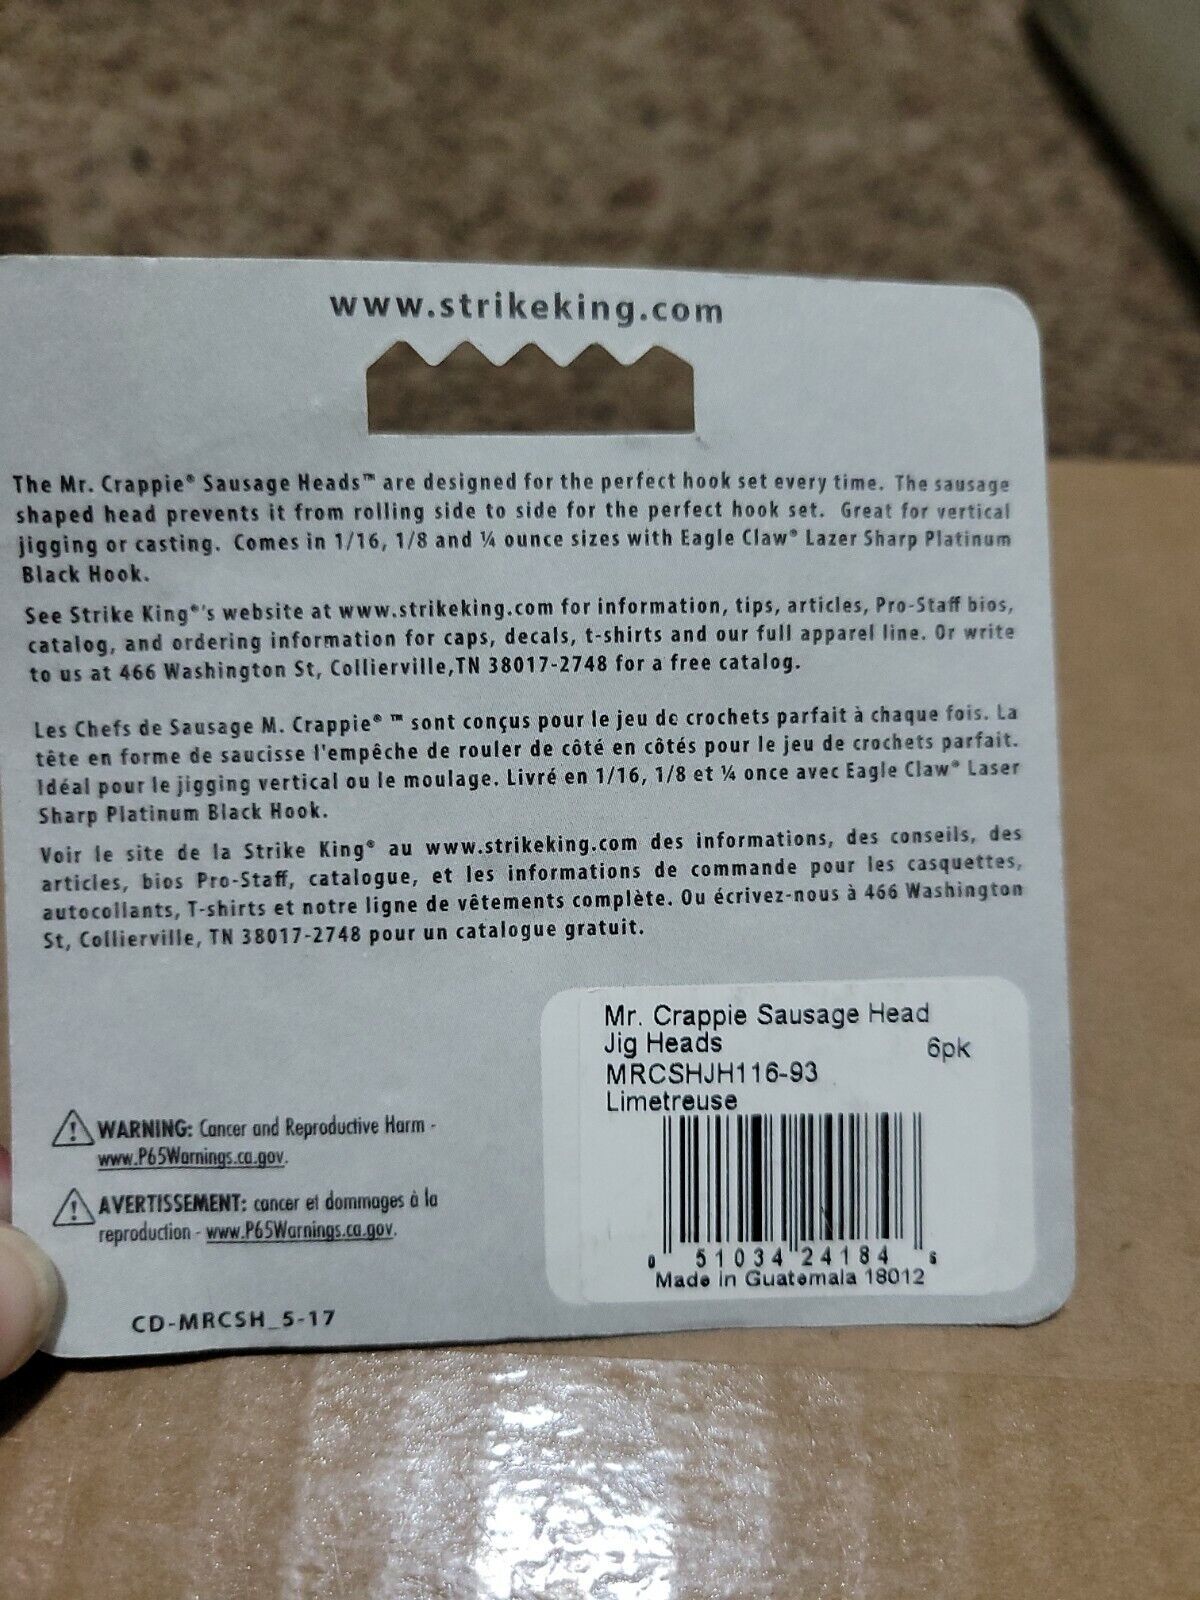 www.strikeking.com
The Mr. Crappie® Sausage Heads™ are designed for the perfect hook set every time. The sausage
shaped head prevents it from rolling side to side for the perfect hook set. Great for vertical
jigging or casting. Comes in 1/16, 1/8 and ¼ ounce sizes with Eagle Claw® Lazer Sharp Platinum
Black Hook.
See Strike King®'s website at www.strikeking.com for information, tips, articles, Pro-Staff bios,
catalog, and ordering information for caps, decals, t-shirts and our full apparel line. Or write
to us at 466 Washington St, Collierville,TN 38017-2748 for a free catalog.
Les Chefs de Sausage M. Crappie® ™ sont conçus pour le jeu de crochets parfait à chaque fois. La
tête en forme de saucisse l'empêche de rouler de côté en côtés pour le jeu de crochets parfait.
Idéal pour le jigging vertical ou le moulage. Livré en 1/16, 1/8 et ¼ once avec Eagle Claw® Laser
Sharp Platinum Black Hook.
Voir le site de la Strike King® au www.strikeking.com des informations, des conseils, des
articles, bios Pro-Staff, catalogue, et les informations de commande pour les casquettes,
autocollants, T-shirts et notre ligne de vêtements complète. Ou écrivez-nous à 466 Washington
St, Collierville, TN 38017-2748 pour un catalogue gratuit.
Mr. Crappie Sausage Head
Jig Heads 6pk
MRCSHJH116-93
Limetreuse
0 51034 24184 6
Made in Guatemala 18012
WARNING: Cancer and Reproductive Harm -
www.P65Warnings.ca.gov.
AVERTISSEMENT: cancer et dommages à la
reproduction - www.P65Warnings.ca.gov.
CD-MRCSH_5-17